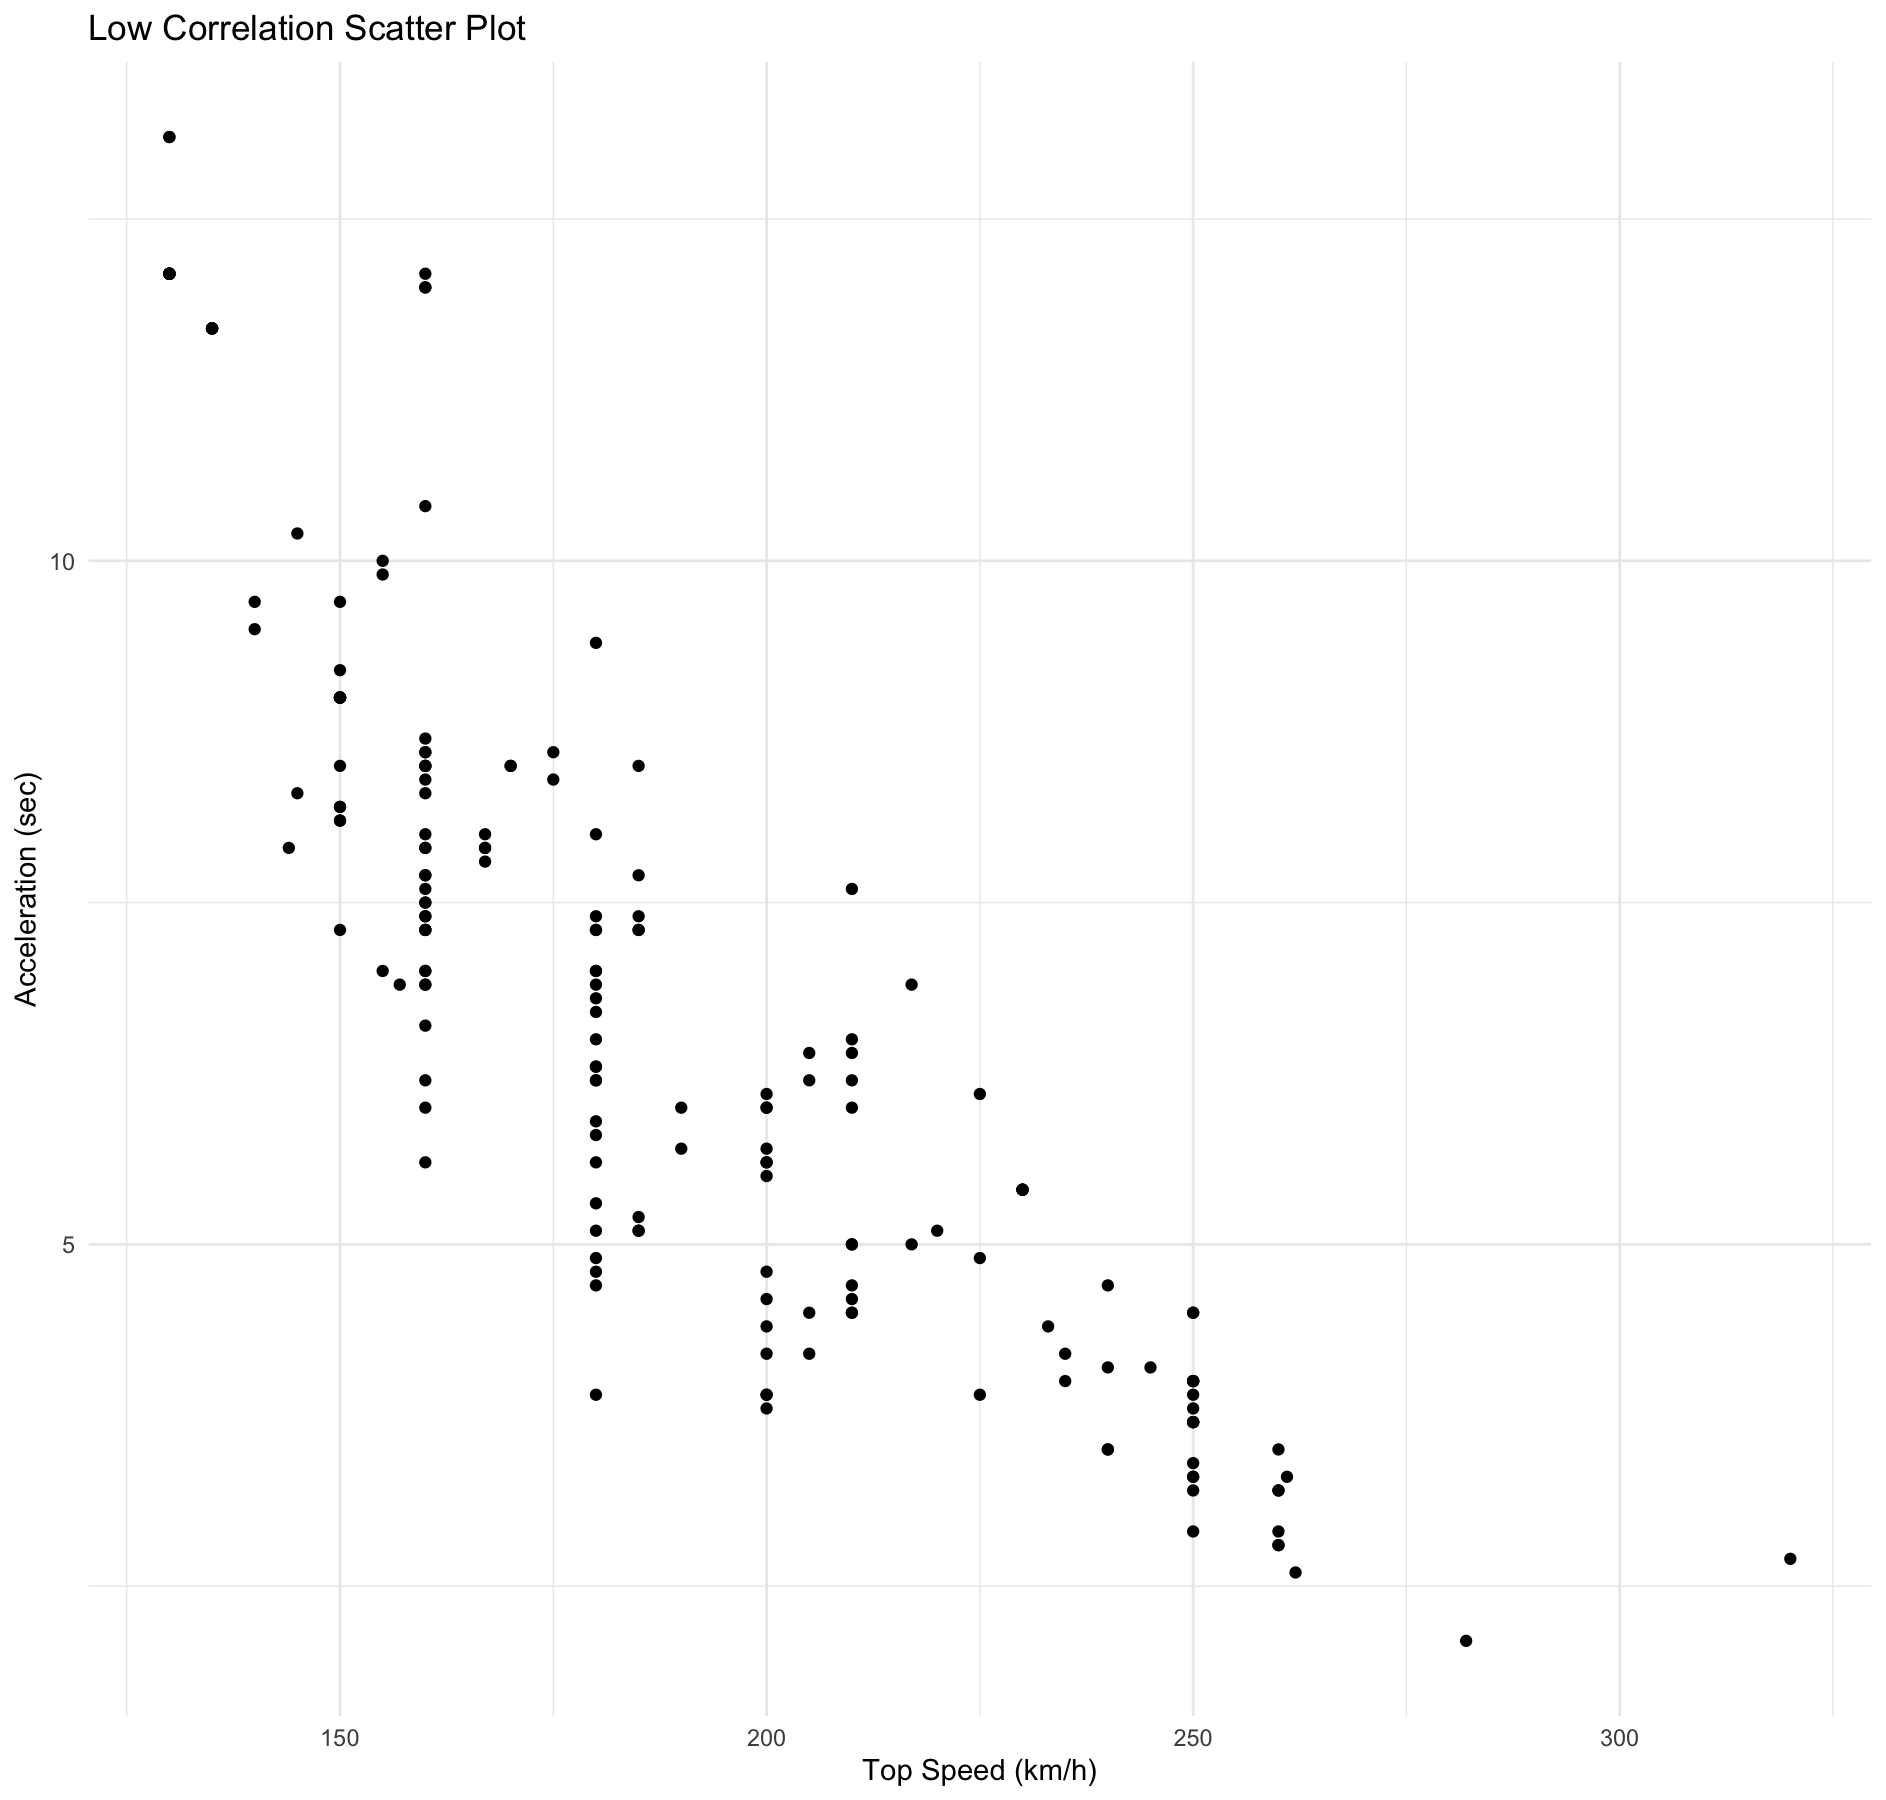 Low Correlation Scatter Plot
10
5
Acceleration (sec)
150
200
250
300
Top Speed (km/h)